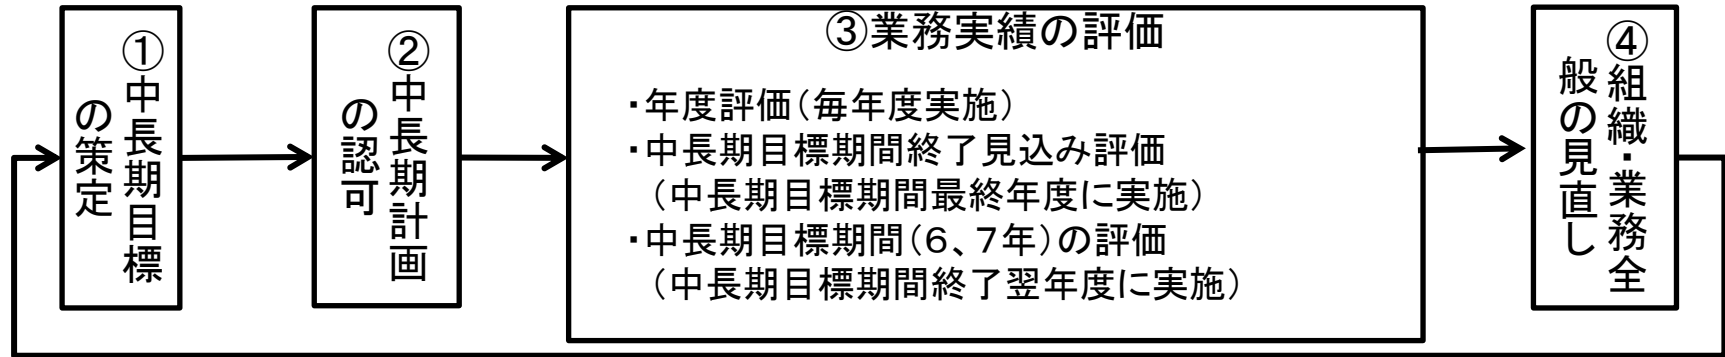 ①中長期目標
の策定
②中長期計画
の認可
③業務実績の評価
・年度評価(毎年度実施)
・中長期目標期間終了見込み評価
(中長期目標期間最終年度に実施)
・中長期目標期間(6、7年)の評価
(中長期目標期間終了翌年度に実施)
④組織・業務全
般の見直し